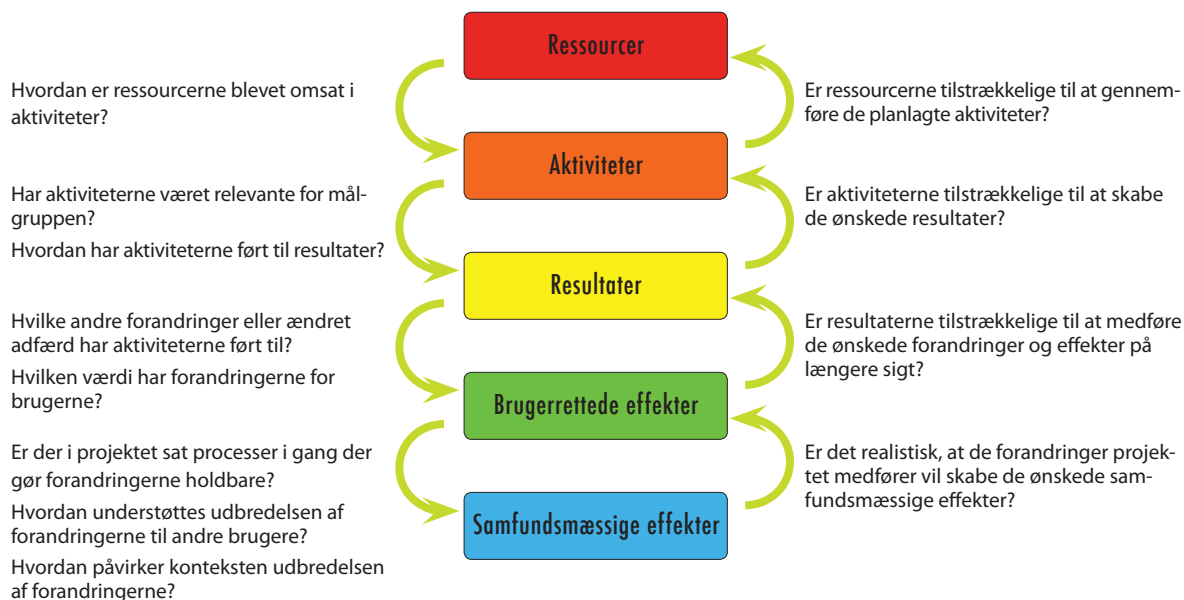 Ressourcer
Hvordan er ressourcerne blevet omsat i
aktiviteter?
Er ressourcerne tilstrækkelige til at gennem-
føre de planlagte aktiviteter?
Aktiviteter
Har aktiviteterne været relevante for mål-
gruppen?
Hvordan har aktiviteterne ført til resultater?
Er aktiviteterne tilstrækkelige til at skabe
de ønskede resultater?
Resultater
Hvilke andre forandringer eller ændret
adfærd har aktiviteterne ført til?
Hvilken værdi har forandringerne for
brugerne?
Er resultaterne tilstrækkelige til at medføre
de ønskede forandringer og effekter på
længere sigt?
Brugerrettede effekter
Er der i projektet sat processer i gang der
gør forandringerne holdbare?
Hvordan understøttes udbredelsen af
forandringerne til andre brugere?
Hvordan påvirker konteksten udbredelsen
af forandringerne?
Er det realistisk, at de forandringer projek-
tet medfører vil skabe de ønskede sam-
fundsmæssige effekter?
Samfundsmæssige effekter